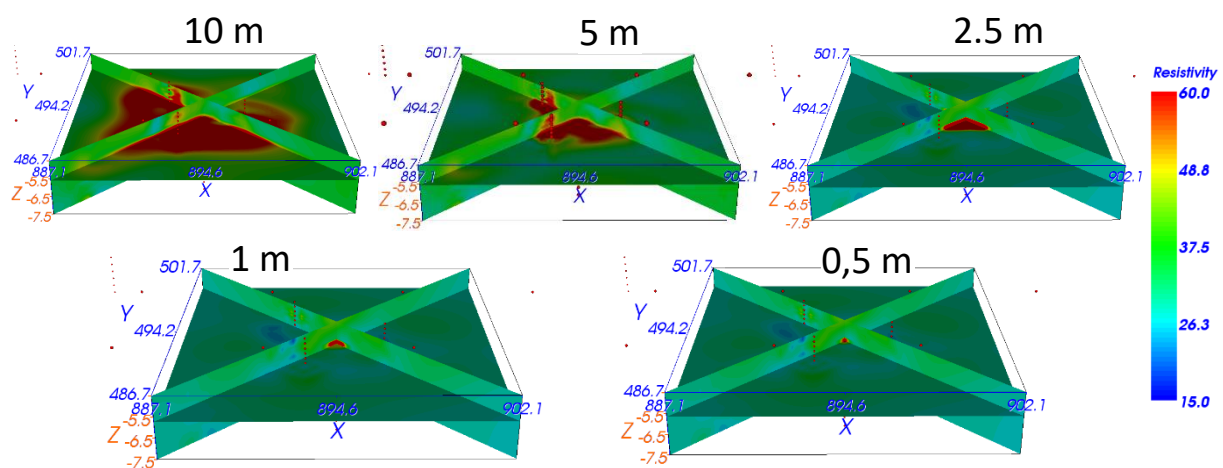 10 m
5 m
2.5 m
501.7
Y
494.2
486.7
887.1
894.6
902.1
X
-5.5
Z -6.5
-7.5
501.7
Y
494.2
486.7
887.1
894.6
902.1
X
-5.5
Z -6.5
-7.5
501.7
Y
494.2
486.7
887.1
894.6
902.1
X
-5.5
Z -6.5
-7.5
Resistivity
60.0
48.8
37.5
26.3
15.0
1 m
0,5 m
501.7
Y
494.2
486.7
887.1
894.6
902.1
X
-5.5
Z -6.5
-7.5
501.7
Y
494.2
486.7
887.1
894.6
902.1
X
-5.5
Z -6.5
-7.5